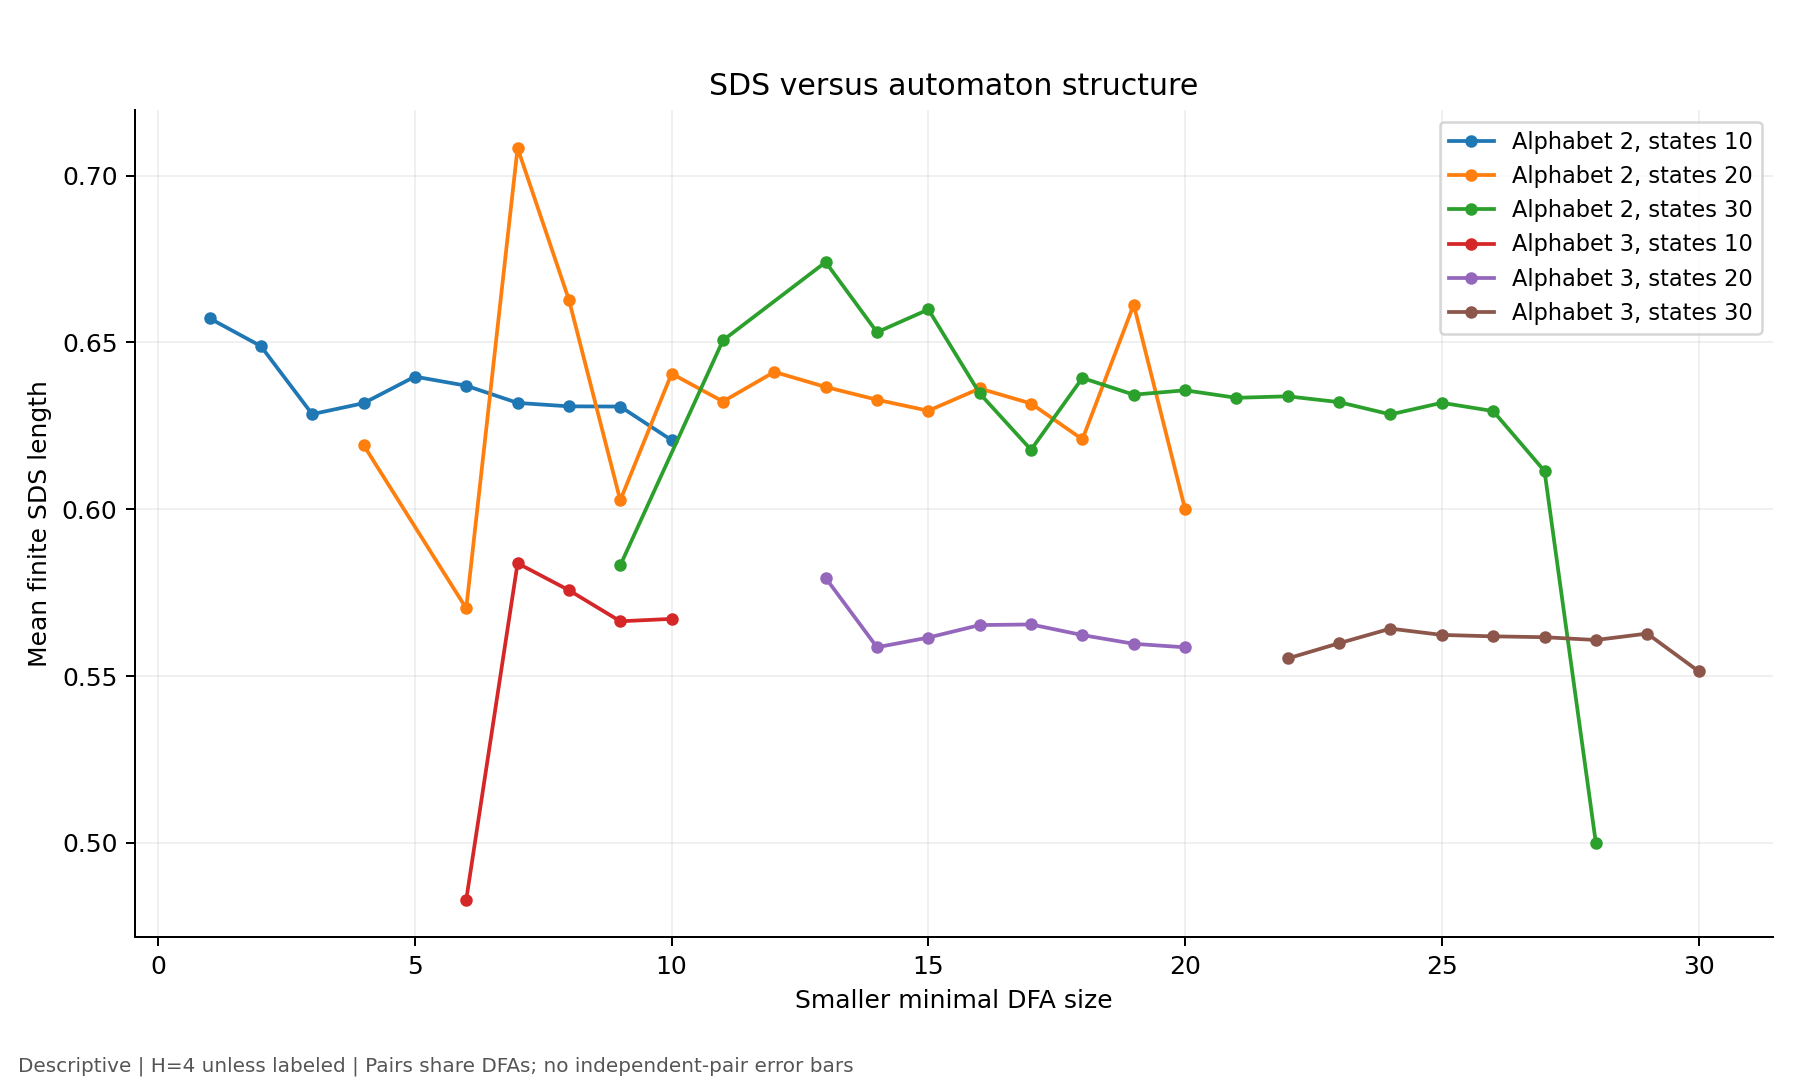 SDS versus automaton structure
Alphabet 2, states 10
Alphabet 2, states 20
Alphabet 2, states 30
Alphabet 3, states 10
Alphabet 3, states 20
Alphabet 3, states 30
Mean finite SDS length
0.70
0.65
0.60
0.55
0.50
0 5 10 15 20 25 30
Smaller minimal DFA size
Descriptive | H=4 unless labeled | Pairs share DFAs; no independent-pair error bars